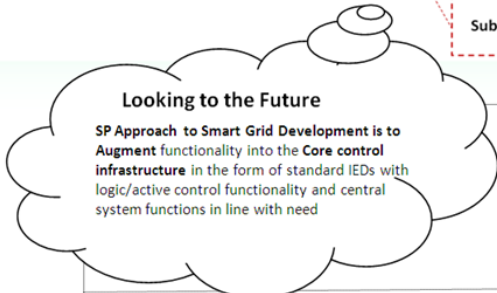 Sub
Looking to the Future
SP Approach to Smart Grid Development is to
Augment functionality into the Core control
infrastructure in the form of standard IEDs with
logic/active control functionality and central
system functions in line with need